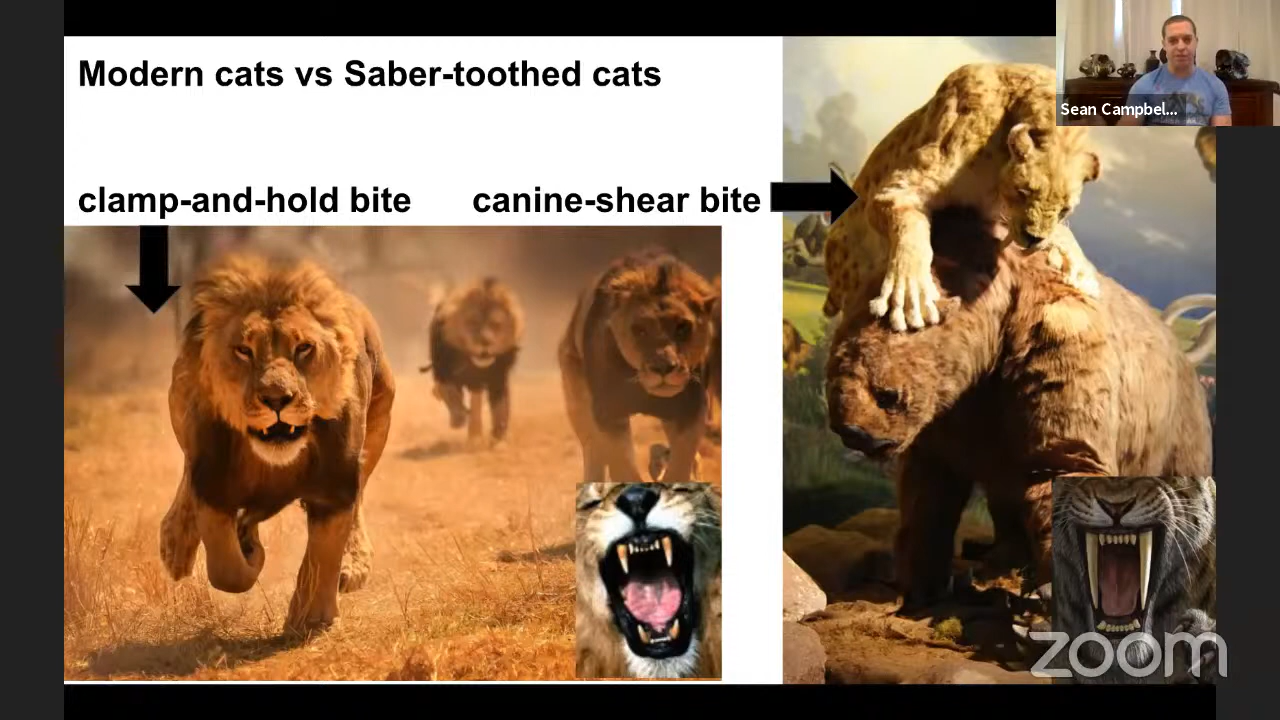 Modern cats vs Saber-toothed cats
clamp-and-hold bite
canine-shear bite
Sean Campbel...
zoom